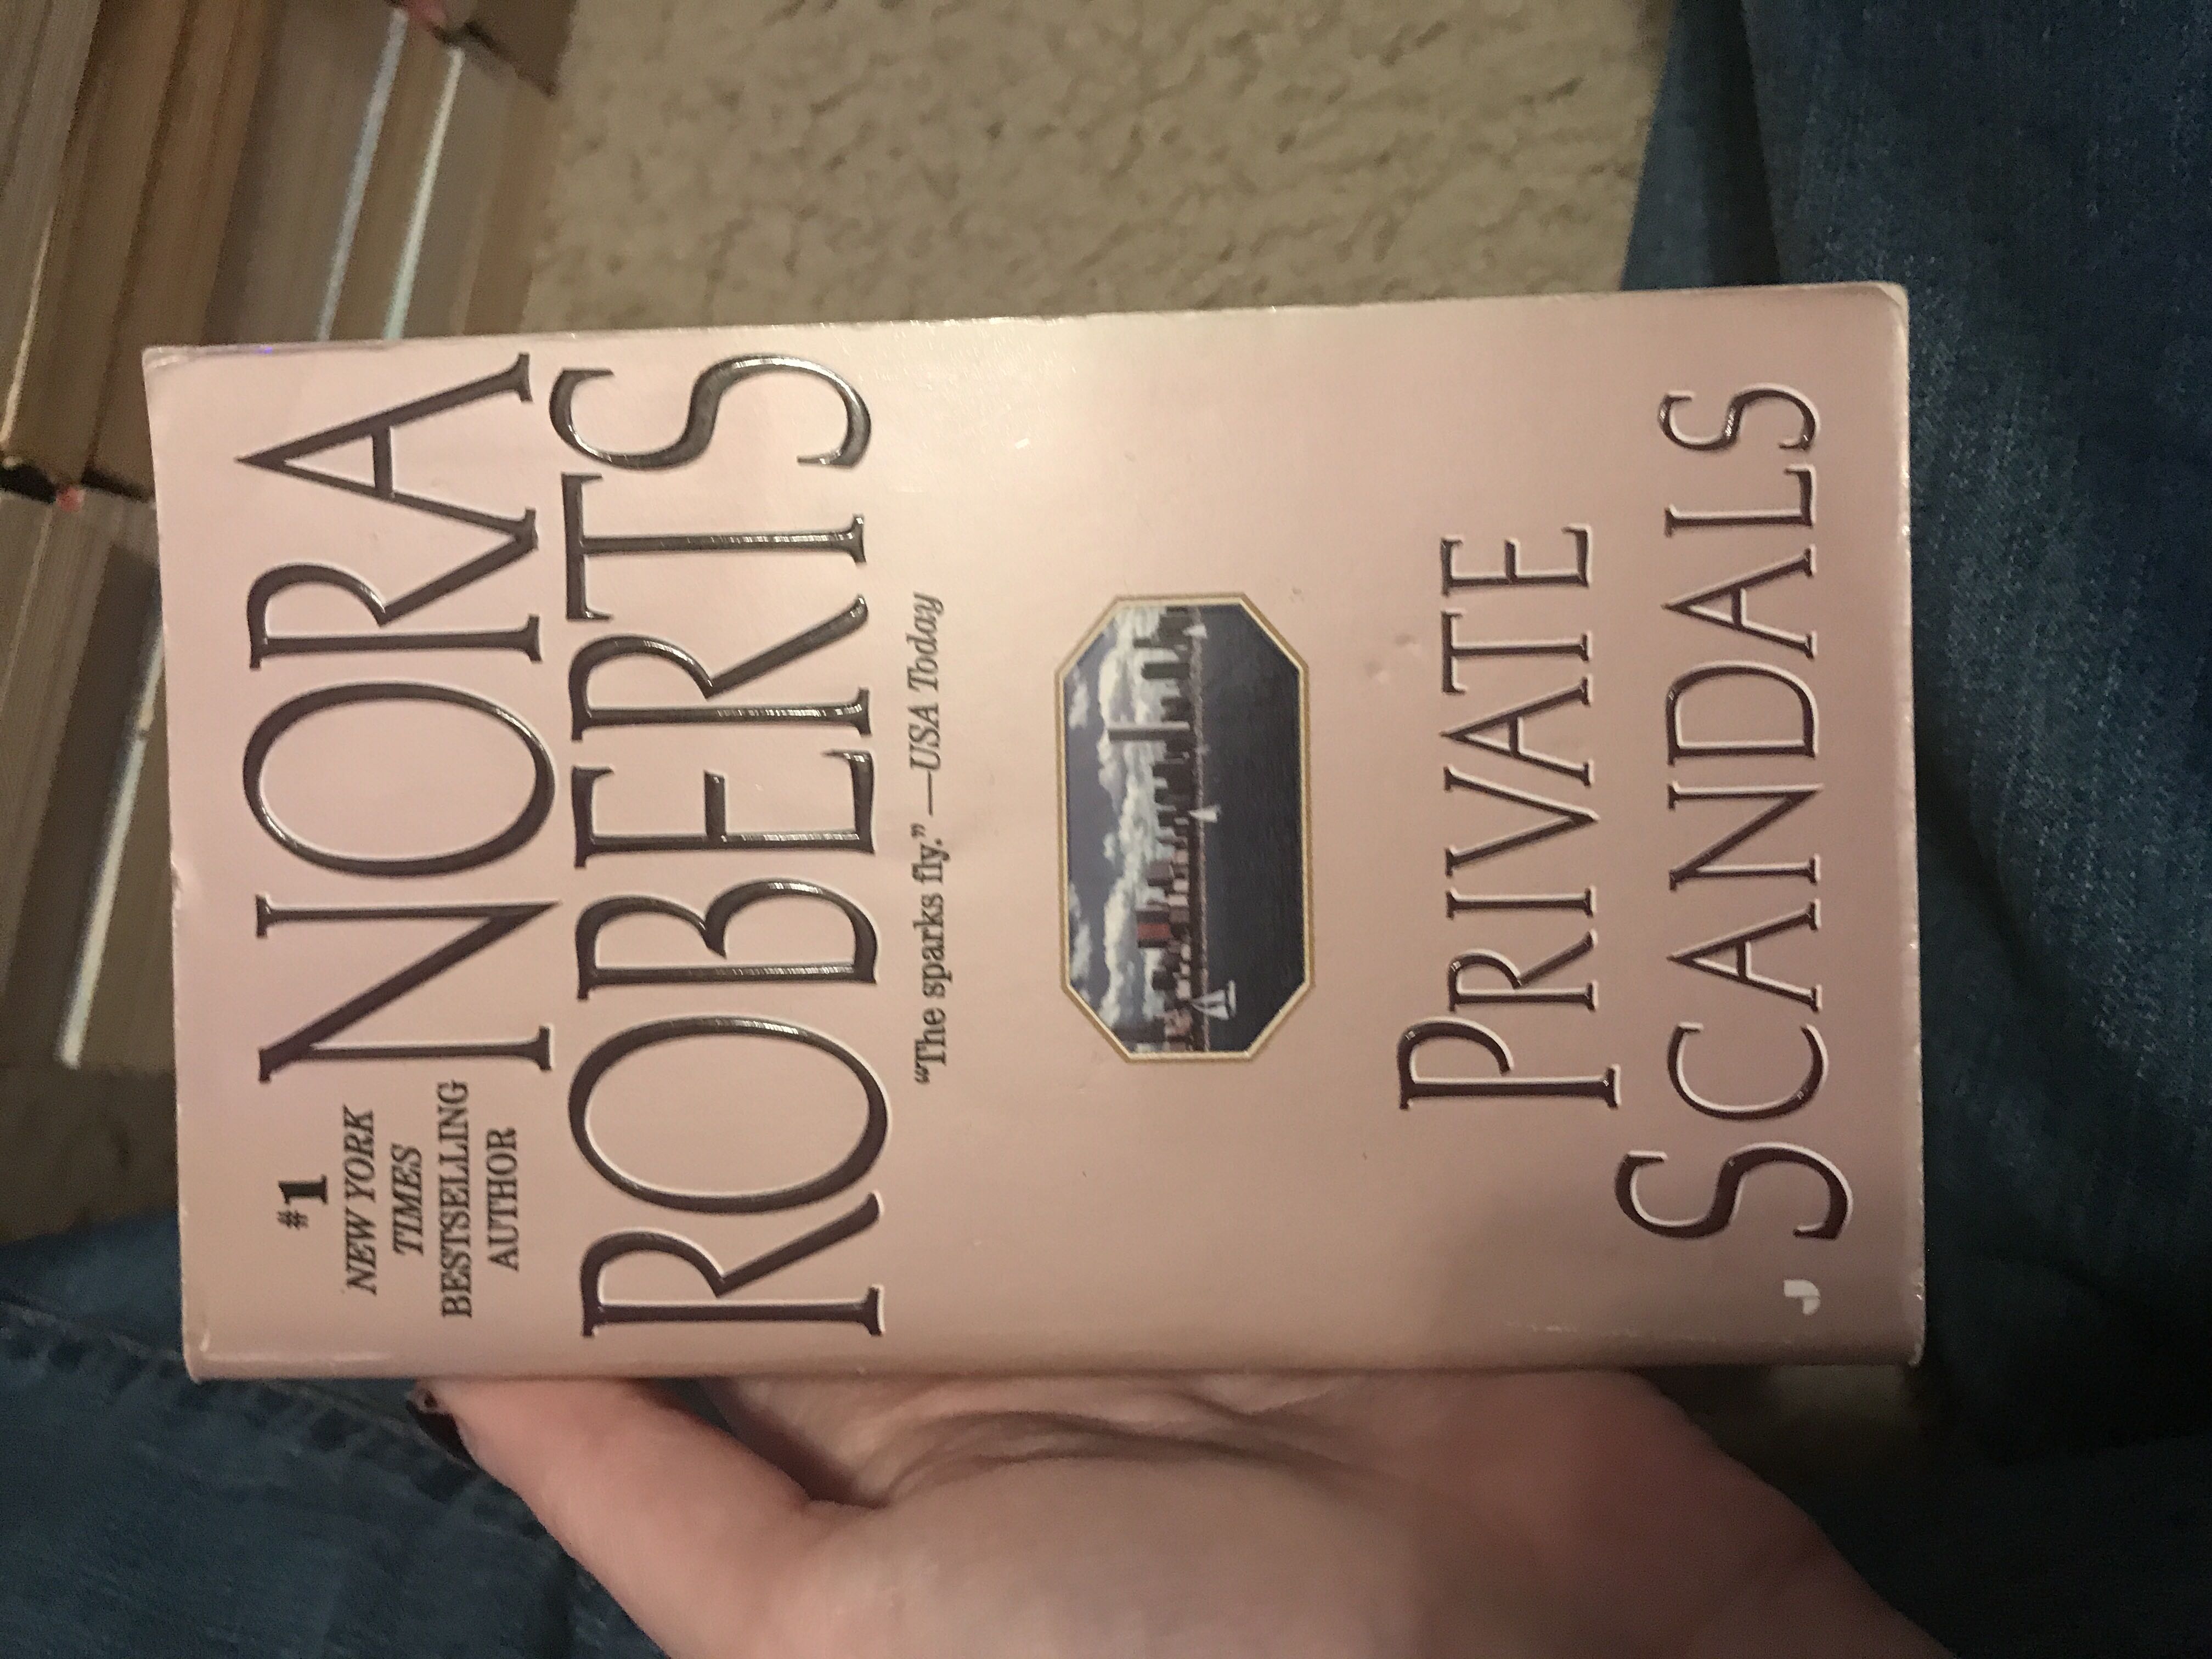 #1
NEW YORK
TIMES
BESTSELLING
AUTHOR
NORA
ROBERTS
“The sparks fly.” —USA Today
PRIVATE
SCANDALS
J